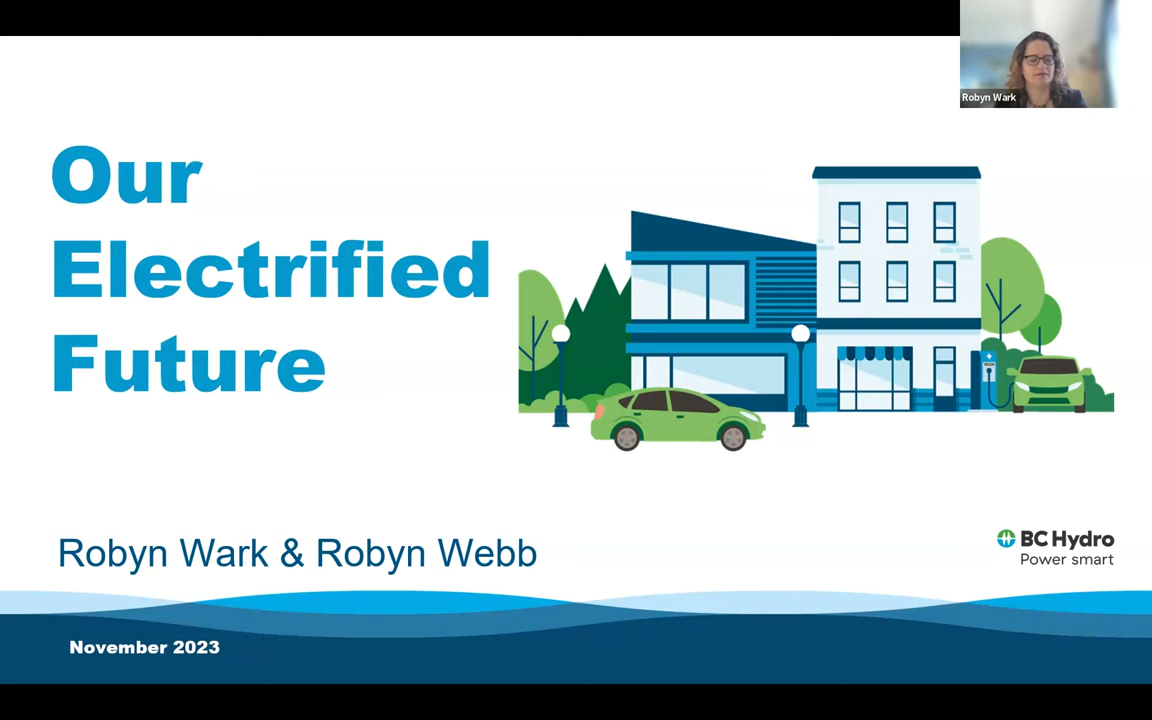 Robyn Wark
Our
Electrified
Future
Robyn Wark & Robyn Webb
BC Hydro
Power smart
November 2023